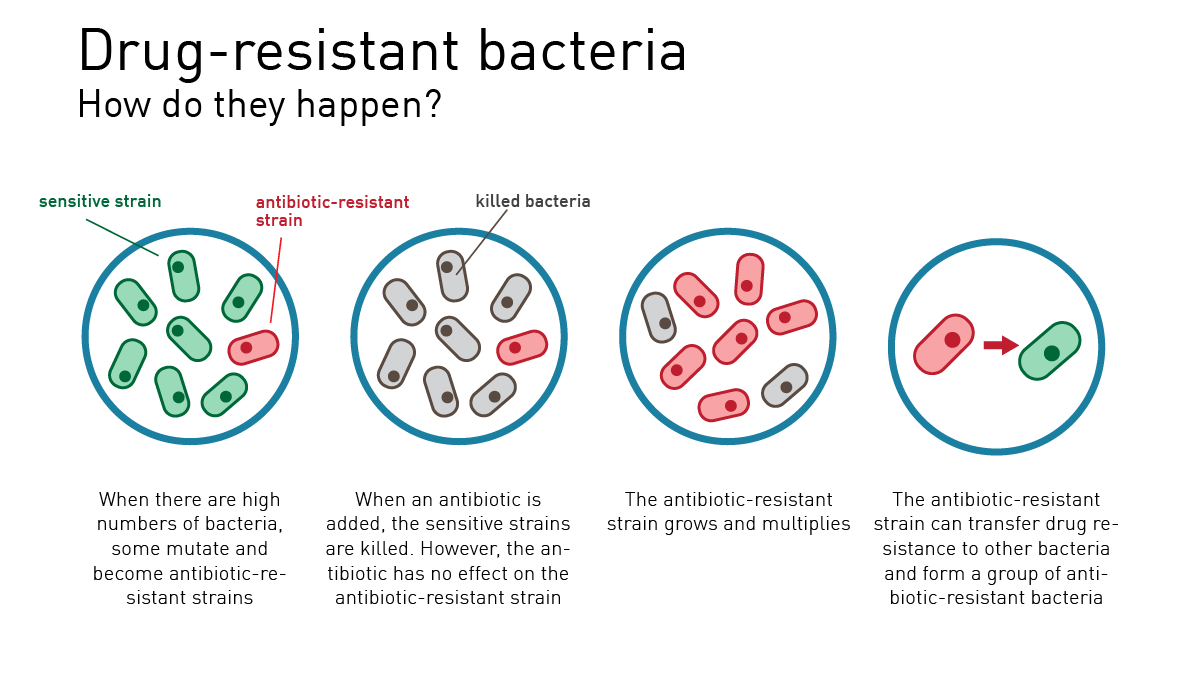 Drug-resistant bacteria
How do they happen?
sensitive strain
antibiotic-resistant
strain
killed bacteria
When there are high
numbers of bacteria,
some mutate and
become antibiotic-re-
sistant strains
When an antibiotic is
added, the sensitive strains
are killed. However, the an-
tibiotic has no effect on the
antibiotic-resistant strain
The antibiotic-resistant
strain grows and multiplies
The antibiotic-resistant
strain can transfer drug re-
sistance to other bacteria
and form a group of anti-
biotic-resistant bacteria